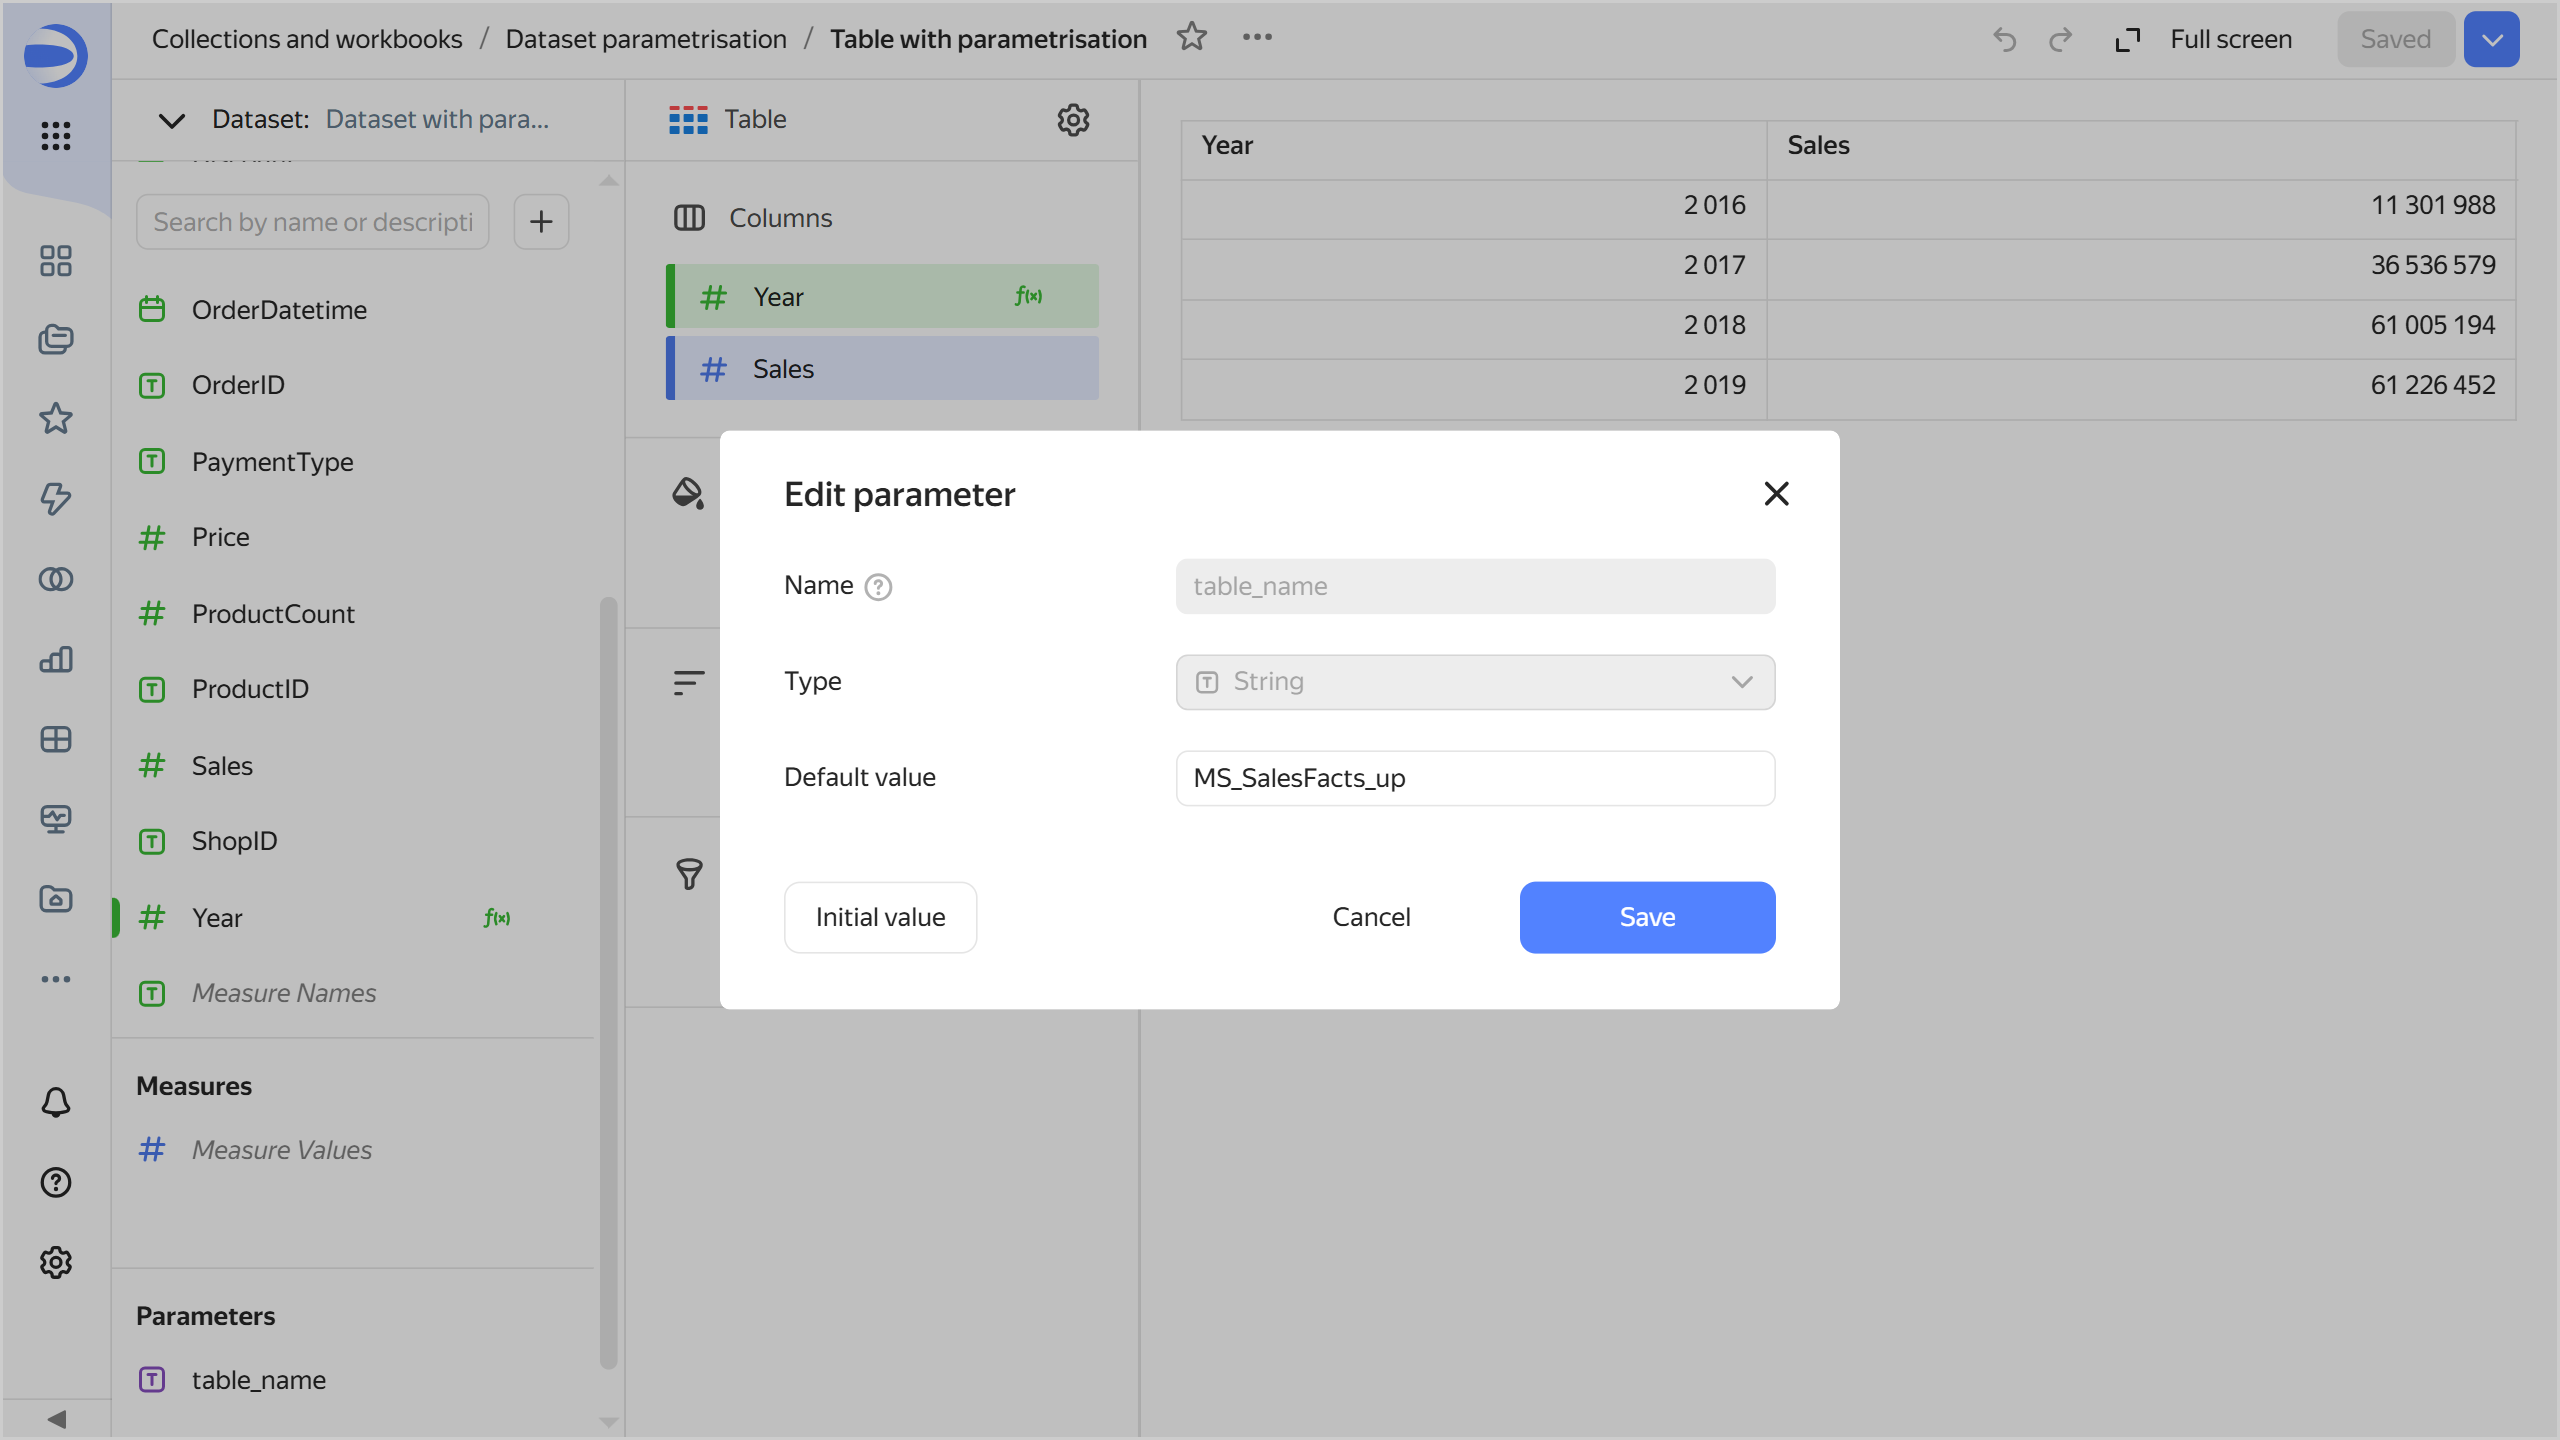 Collections and workbooks / Dataset parametrisation / Table with parametrisation
Full screen
Saved
Dataset: Dataset with para...
Search by name or descripti
OrderDatetime
OrderID
PaymentType
Price
ProductCount
ProductID
Sales
ShopID
Year f(x)
Measure Names
Measures
Measure Values
Parameters
table_name
Table
Columns
Year f(x)
Sales
Year Sales
2 016 11 301 988
2 017 36 536 579
2 018 61 005 194
2 019 61 226 452
Edit parameter
Name
table_name
Type
String
Default value
MS_SalesFacts_up
Initial value
Cancel
Save